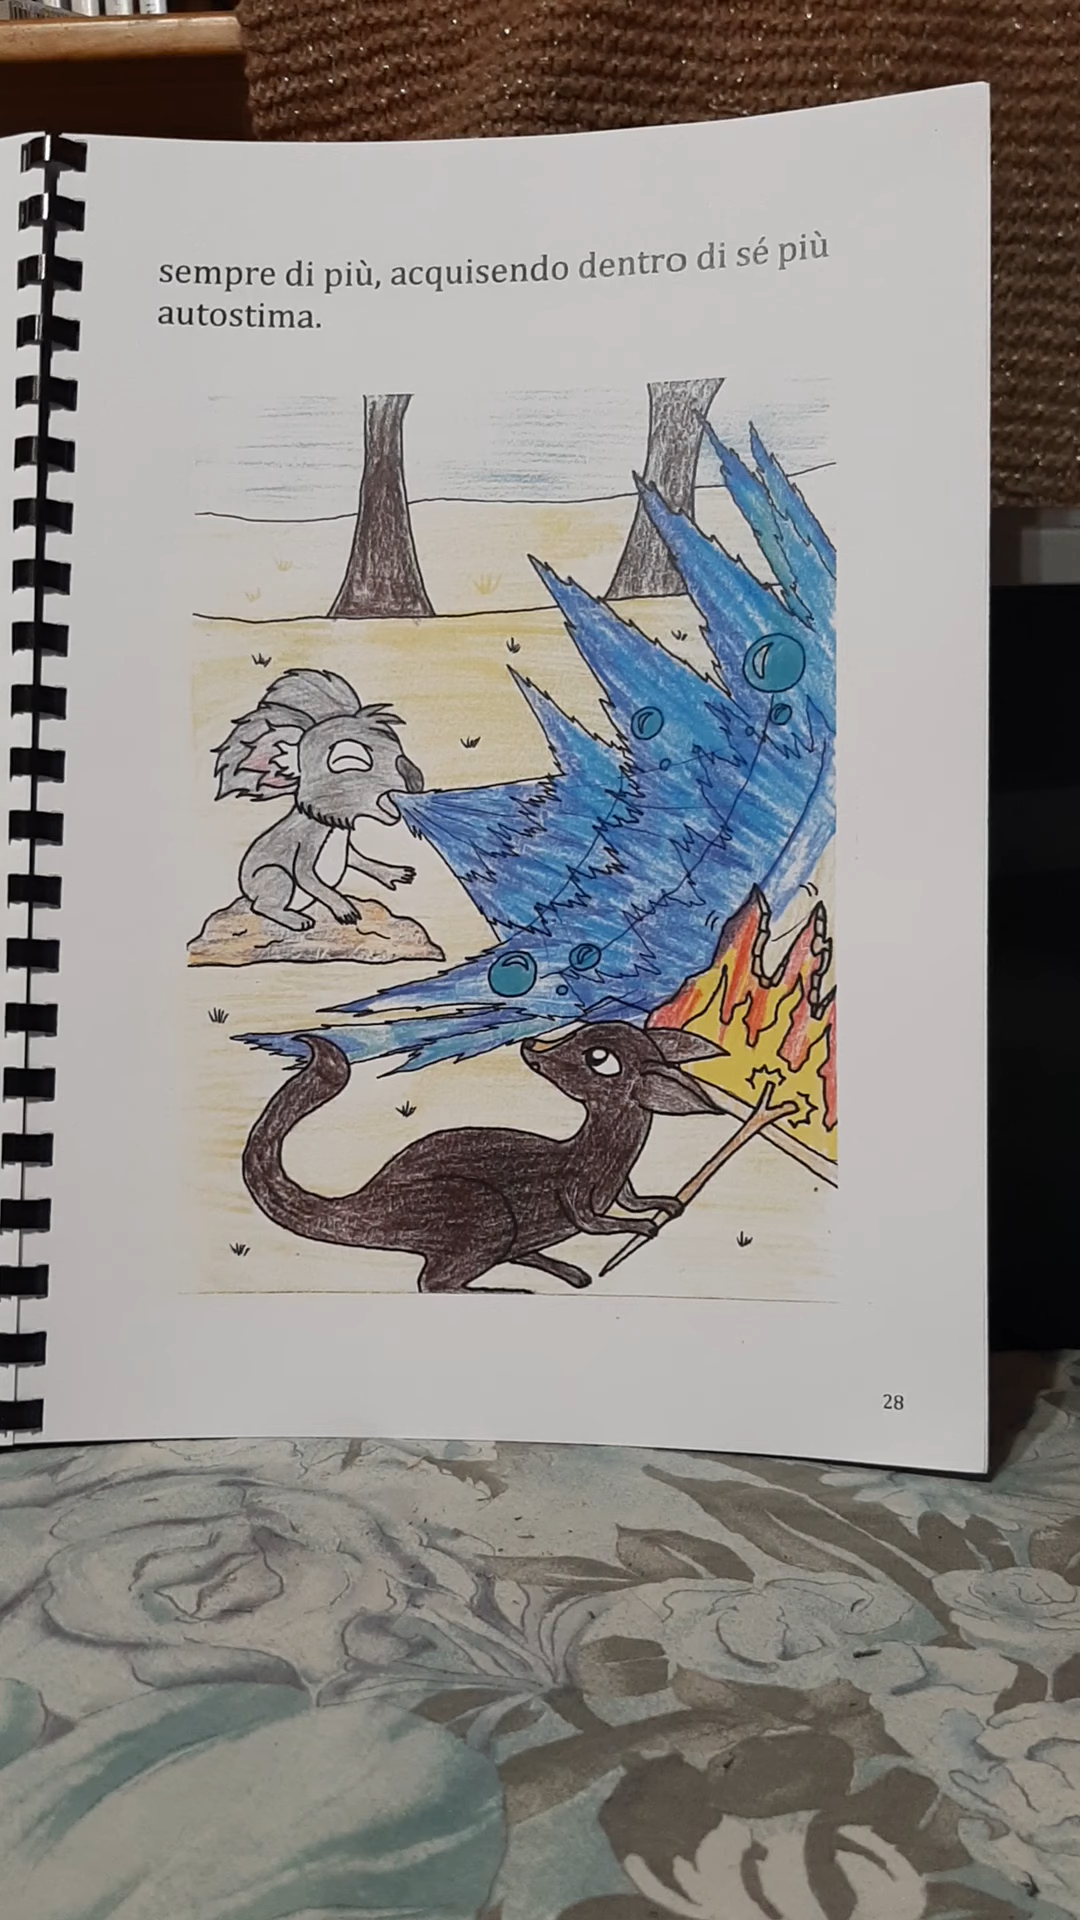 sempre di più, acquisendo dentro di sé più
autostima.
28